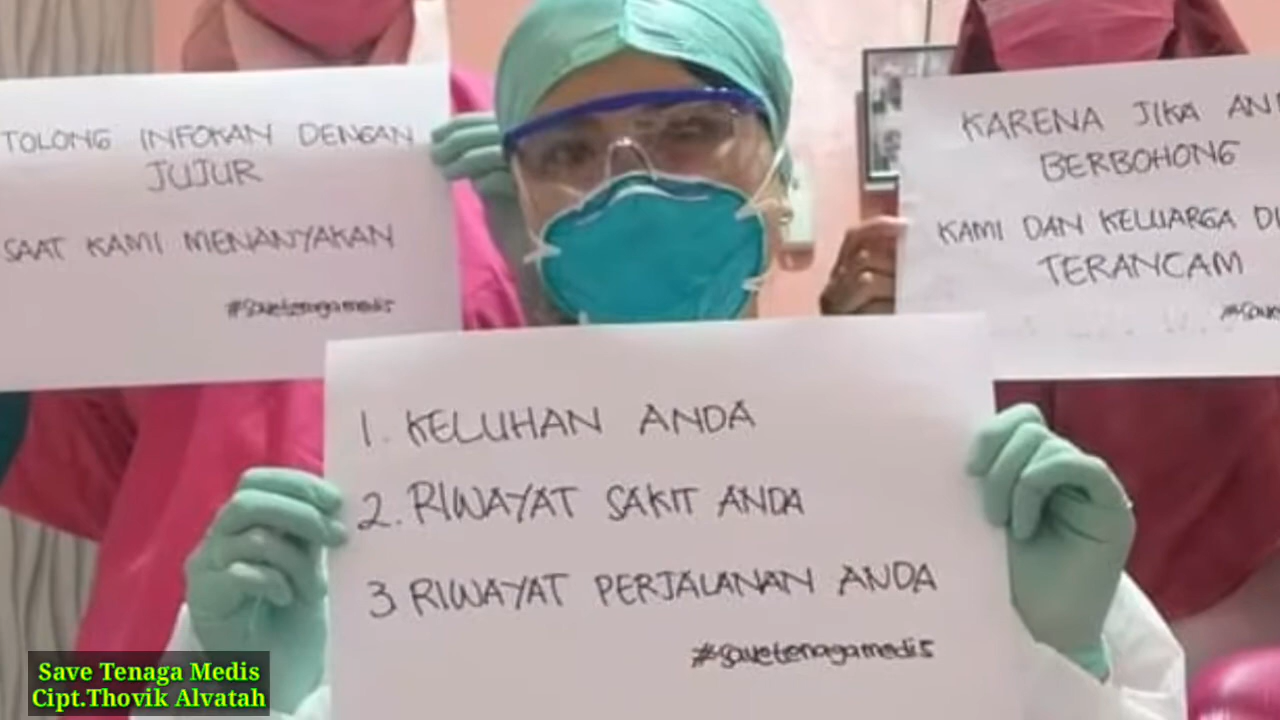 TOLONG INFOKAN DENGAN
JUJUR
SAAT KAMI MENANYAKAN
#savetenagamedis
KARENA JIKA
BERBOHONG
KAMI DAN KELUARGA
TERANCAM
1. KELUHAN ANDA
2. RIWAYAT SAKIT ANDA
3 RIWAYAT PERJALANAN ANDA
#savetenagamedis
Save Tenaga Medis
Cipt.Thovik Alvatah